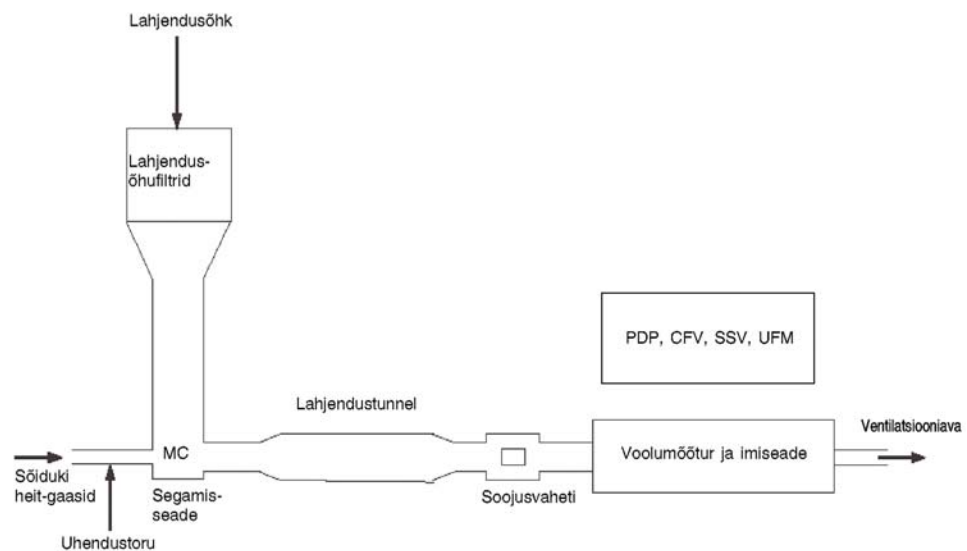 Lahjendusõhk
Lahjendus-
õhufiltrid
PDP, CFV, SSV, UFM
Lahjendustunnel
Ventilatsiooniava
MC
Voolumõõtur ja imiseade
Sõiduki
heit-gaasid
Segamis-
seade
Soojusvaheti
Uhendustoru